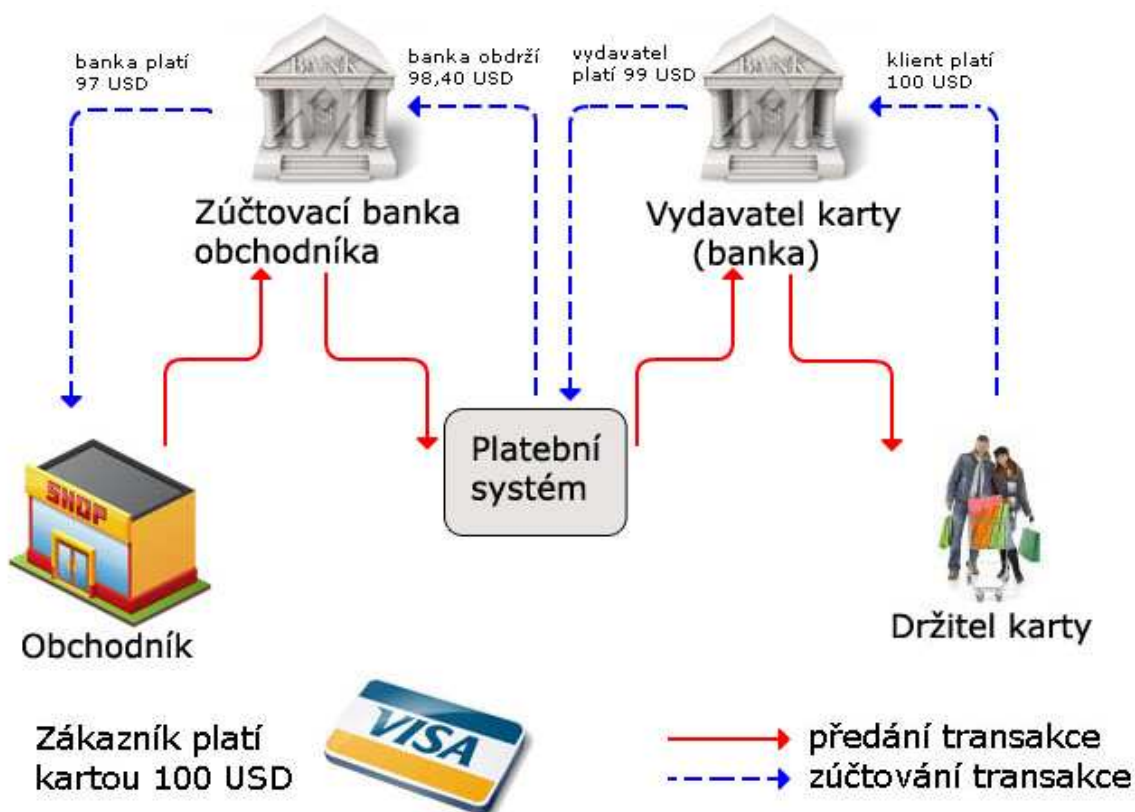 banka platí
97 USD
banka obdrží
98,40 USD
vydavatel
platí 99 USD
klient platí
100 USD
BANK
BANK
Zúčtovací banka
obchodníka
Vydavatel karty
(banka)
Platební
systém
SHOP
Obchodník
Držitel karty
Zákazník platí
kartou 100 USD
VISA
předání transakce
zúčtování transakce